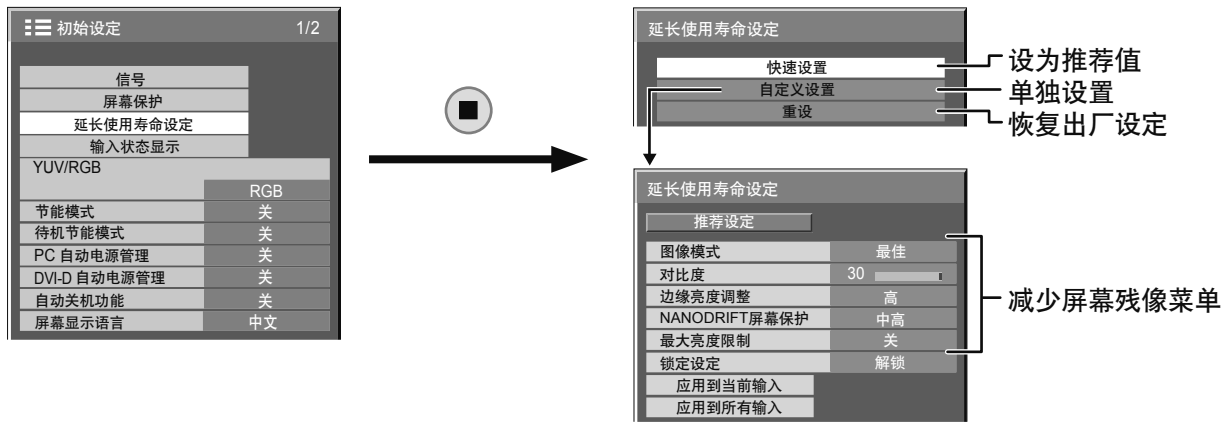 初始设定 1/2
信号
屏幕保护
延长使用寿命设定
输入状态显示
YUV/RGB
RGB
节能模式 关
待机节能模式 关
PC 自动电源管理 关
DVI-D 自动电源管理 关
自动关机功能 关
屏幕显示语言 中文
延长使用寿命设定
快速设置 设为推荐值
自定义设置 单独设置
重设 恢复出厂设定
延长使用寿命设定
推荐设定
图像模式 最佳
对比度 30
边缘亮度调整 高
NANODRIFT屏幕保护 中高
最大亮度限制 关
锁定设定 解锁
应用到当前输入
应用到所有输入
减少屏幕残像菜单